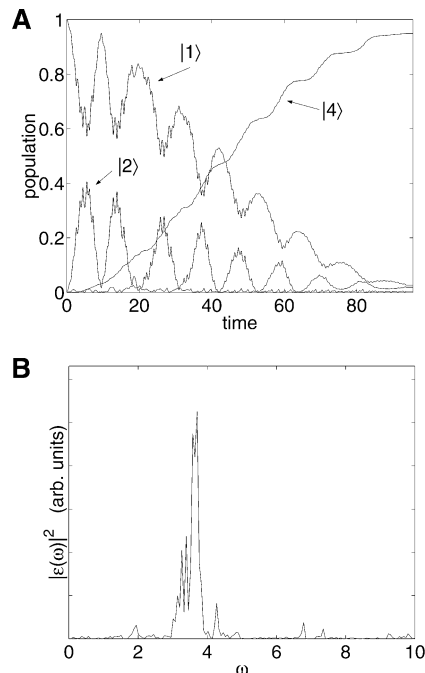 A
1
|1⟩
0.8
|4⟩
0.6
population
|2⟩
0.4
0.2
0
0 20 40 60 80
time
B
|ε(ω)|² (arb. units)
0 2 4 6 8 10
ω